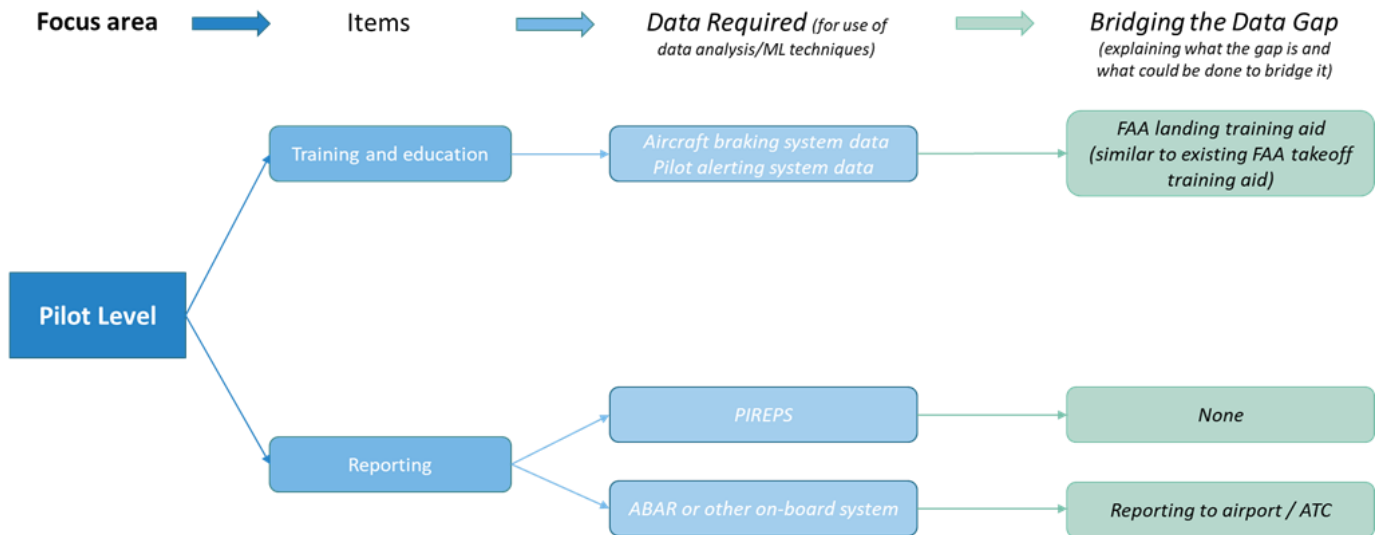 Focus area
Items
Data Required (for use of
data analysis/ML techniques)
Bridging the Data Gap
(explaining what the gap is and
what could be done to bridge it)
Pilot Level
Training and education
Aircraft braking system data
Pilot alerting system data
FAA landing training aid
(similar to existing FAA takeoff
training aid)
Reporting
PIREPS
None
ABAR or other on-board system
Reporting to airport / ATC